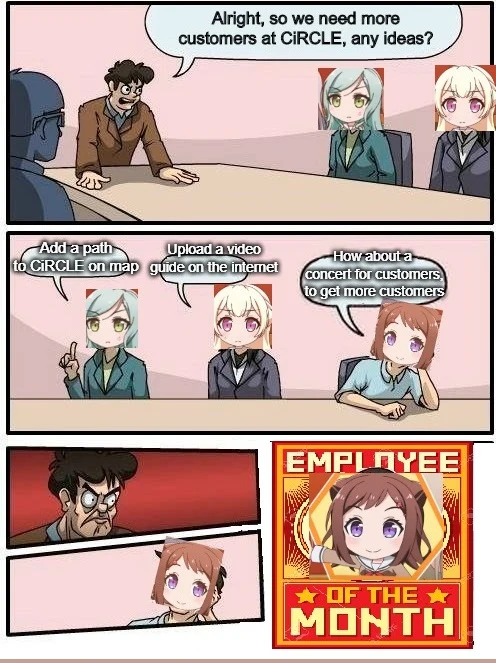 Alright, so we need more
customers at CiRCLE, any ideas?
Add a path
to CiRCLE on map
Upload a video
guide on the internet
How about a
concert for customers,
to get more customers
EMPLOYEE
OF THE
MONTH